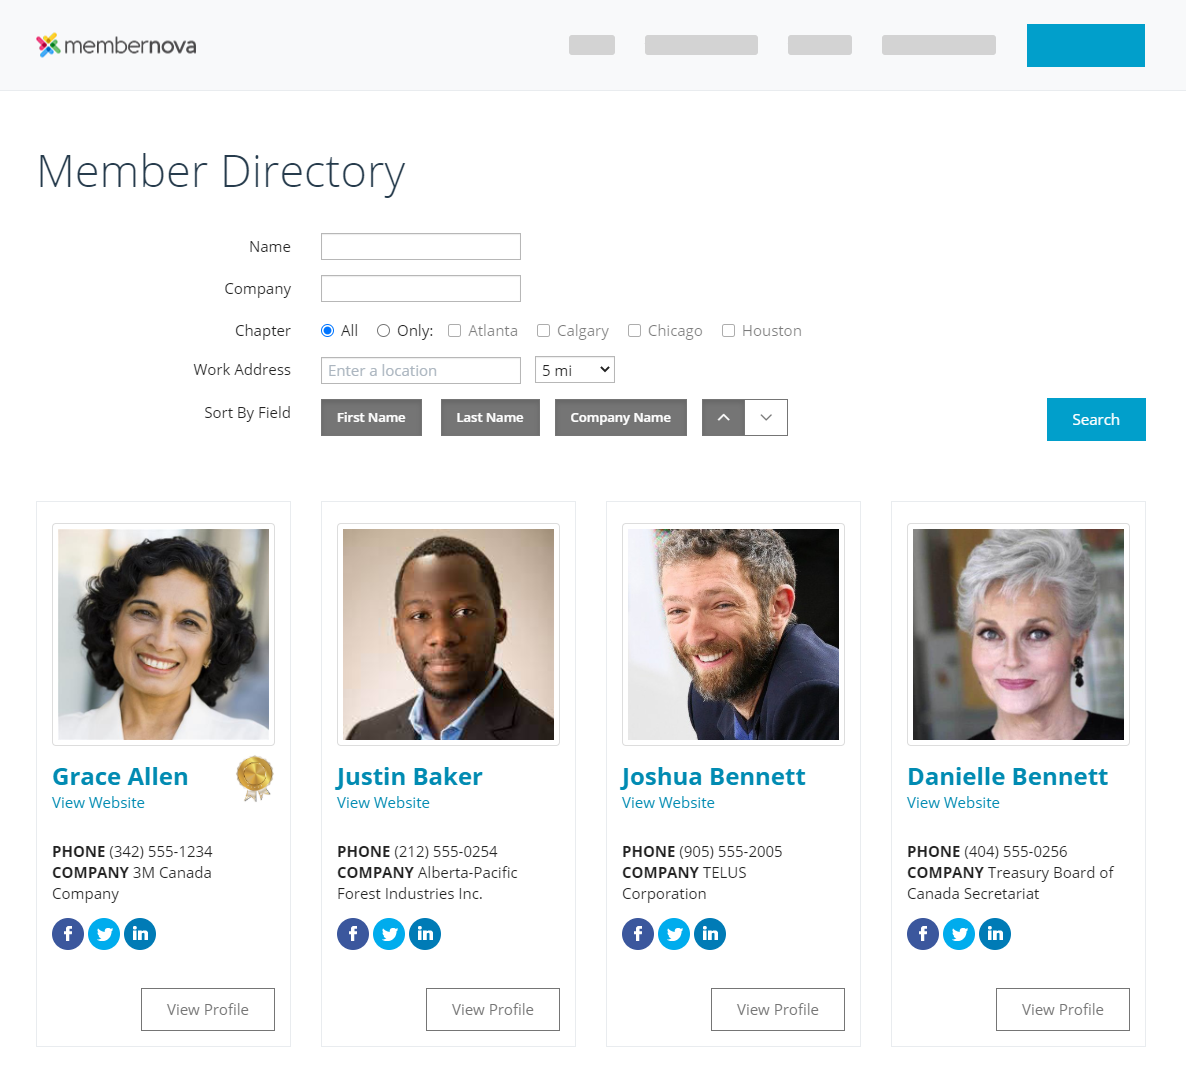 membernova
Member Directory
Name
Company
Chapter All Only: Atlanta Calgary Chicago Houston
Work Address Enter a location 5 mi
Sort By Field First Name Last Name Company Name Search
Grace Allen
View Website
PHONE (342) 555-1234
COMPANY 3M Canada
Company
View Profile
Justin Baker
View Website
PHONE (212) 555-0254
COMPANY Alberta-Pacific
Forest Industries Inc.
View Profile
Joshua Bennett
View Website
PHONE (905) 555-2005
COMPANY TELUS
Corporation
View Profile
Danielle Bennett
View Website
PHONE (404) 555-0256
COMPANY Treasury Board of
Canada Secretariat
View Profile